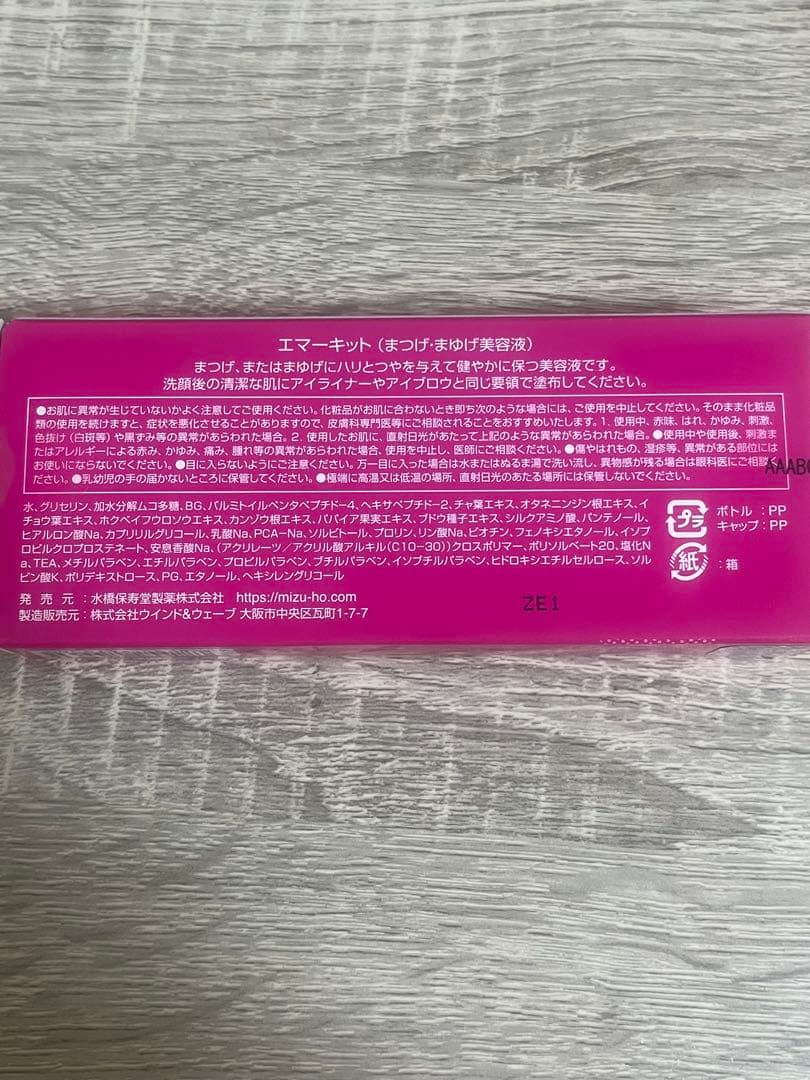 エマーキット（まつげ・まゆげ美容液）
まつげ、またはまゆげにハリとつやを与えて健やかに保つ美容液です。
洗顔後の清潔な肌にアイライナーやアイブロウと同じ要領で塗布してください。
●お肌に異常が生じていないかよく注意してご使用ください。化粧品がお肌に合わないとき即ち次のような場合には、ご使用を中止してください。そのまま化粧品
類の使用を続けますと、症状を悪化させることがありますので、皮膚科専門医等にご相談されることをおすすめいたします。1. 使用中、赤味、はれ、かゆみ、刺激、
色抜け（白斑等）や黒ずみ等の異常があらわれた場合。2. 使用したお肌に、直射日光があたって上記のような異常があらわれた場合。●使用中や使用後、刺激ま
たはアレルギーによる赤み、かゆみ、痛み、腫れ等の異常があらわれた場合、使用を中止し、医師にご相談ください。●傷やはれもの、湿疹等、異常がある部位には
お使いにならないでください。●目に入らないようにご注意ください。万一目に入った場合は水またはぬるま湯で洗い流し、異物感が残る場合は眼科医にご相談くださ
い。●乳幼児の手の届かないところに保管してください。●極端に高温又は低温の場所、直射日光のあたる場所には保管しないでください。
水、グリセリン、加水分解ムコ多糖、BG、パルミトイルペンタペプチド-4、ヘキサペプチド-2、チャ葉エキス、オタネニンジン根エキス、イ
チョウ葉エキス、ホクベイフウロソウエキス、カンゾウ根エキス、パパイア果実エキス、ブドウ種子エキス、シルクアミノ酸、パンテノール、
ヒアルロン酸Na、カプリリルグリコール、乳酸Na、PCA-Na、ソルビトール、プロリン、リン酸Na、ビオチン、フェノキシエタノール、イソプ
ロピルクロプロステネート、安息香酸Na、（アクリレーツ／アクリル酸アルキル（C10-30））クロスポリマー、ポリソルベート20、塩化N
a、TEA、メチルパラベン、エチルパラベン、プロピルパラベン、ブチルパラベン、イソブチルパラベン、ヒドロキシエチルセルロース、ソル
ビン酸K、ポリデキストロース、PG、エタノール、ヘキシレングリコール
発 売 元 ：水橋保寿堂製薬株式会社 https://mizu-ho.com
製造販売元：株式会社ウインド&ウェーブ 大阪市中央区瓦町1-7-7
プラ
ボトル：PP
キャップ：PP
紙
：箱
ZE1